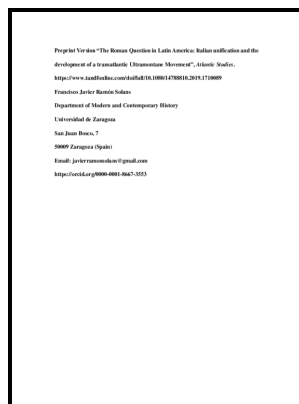 Preprint Version “The Roman Question in Latin America: Italian unification and the
development of a transatlantic Ultramontane Movement”, Atlantic Studies.
https://www.tandfonline.com/doi/full/10.1080/14788810.2019.1710089
Francisco Javier Ramón Solans
Department of Modern and Contemporary History
Universidad de Zaragoza
San Juan Bosco, 7
50009 Zaragoza (Spain)
Email: javierramonsolans@gmail.com
https://orcid.org/0000-0001-8667-3553